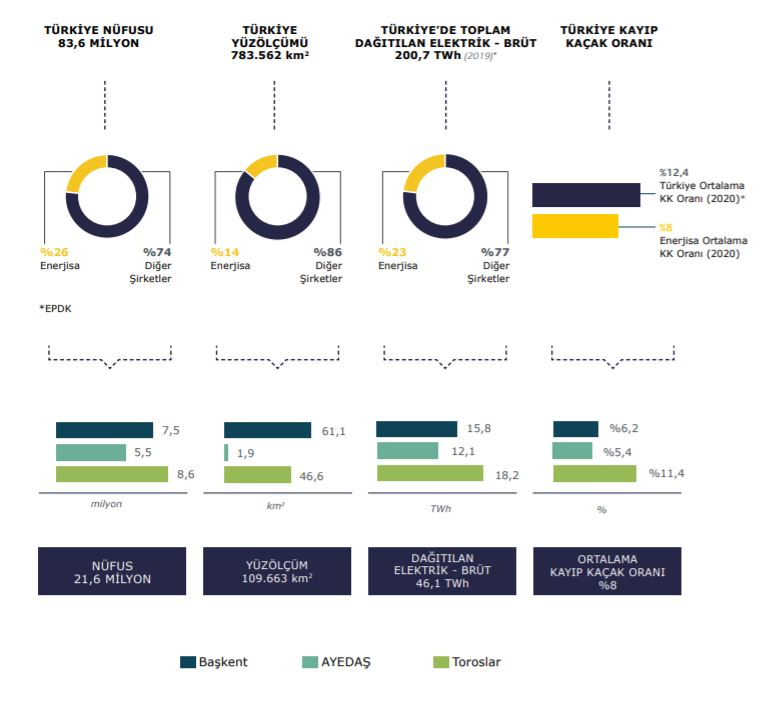 TÜRKİYE NÜFUSU
83,6 MİLYON
TÜRKİYE
YÜZÖLÇÜMÜ
783.562 km²
TÜRKİYE'DE TOPLAM
DAĞITILAN ELEKTRİK – BRÜT
200,7 TWh (2019)*
TÜRKİYE KAYIP
KAÇAK ORANI
%26
Enerjisa
%74
Diğer
Şirketler
%14
Enerjisa
%86
Diğer
Şirketler
%23
Enerjisa
%77
Diğer
Şirketler
%12,4
Türkiye Ortalama
KK Oranı (2020)*
%8
Enerjisa Ortalama
KK Oranı (2020)
*EPDK
7,5
5,5
8,6
milyon
61,1
1,9
46,6
km²
15,8
12,1
18,2
TWh
%6,2
%5,4
%11,4
%
NÜFUS
21,6 MİLYON
YÜZÖLÇÜM
109.663 km²
DAĞITILAN
ELEKTRİK - BRÜT
46,1 TWh
ORTALAMA
KAYIP KAÇAK ORANI
%8
Başkent
AYEDAŞ
Toroslar